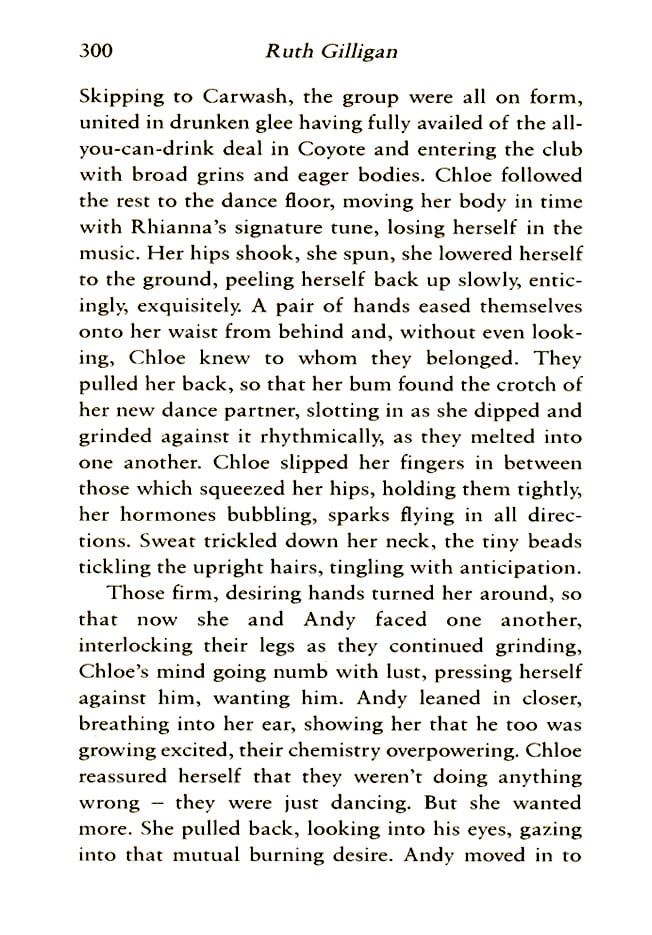 300 Ruth Gilligan
Skipping to Carwash, the group were all on form,
united in drunken glee having fully availed of the all-
you-can-drink deal in Coyote and entering the club
with broad grins and eager bodies. Chloe followed
the rest to the dance floor, moving her body in time
with Rhianna's signature tune, losing herself in the
music. Her hips shook, she spun, she lowered herself
to the ground, peeling herself back up slowly, entic-
ingly, exquisitely. A pair of hands eased themselves
onto her waist from behind and, without even look-
ing, Chloe knew to whom they belonged. They
pulled her back, so that her bum found the crotch of
her new dance partner, slotting in as she dipped and
grinded against it rhythmically, as they melted into
one another. Chloe slipped her fingers in between
those which squeezed her hips, holding them tightly,
her hormones bubbling, sparks flying in all direc-
tions. Sweat trickled down her neck, the tiny beads
tickling the upright hairs, tingling with anticipation.
Those firm, desiring hands turned her around, so
that now she and Andy faced one another,
interlocking their legs as they continued grinding,
Chloe's mind going numb with lust, pressing herself
against him, wanting him. Andy leaned in closer,
breathing into her ear, showing her that he too was
growing excited, their chemistry overpowering. Chloe
reassured herself that they weren't doing anything
wrong – they were just dancing. But she wanted
more. She pulled back, looking into his eyes, gazing
into that mutual burning desire. Andy moved in to